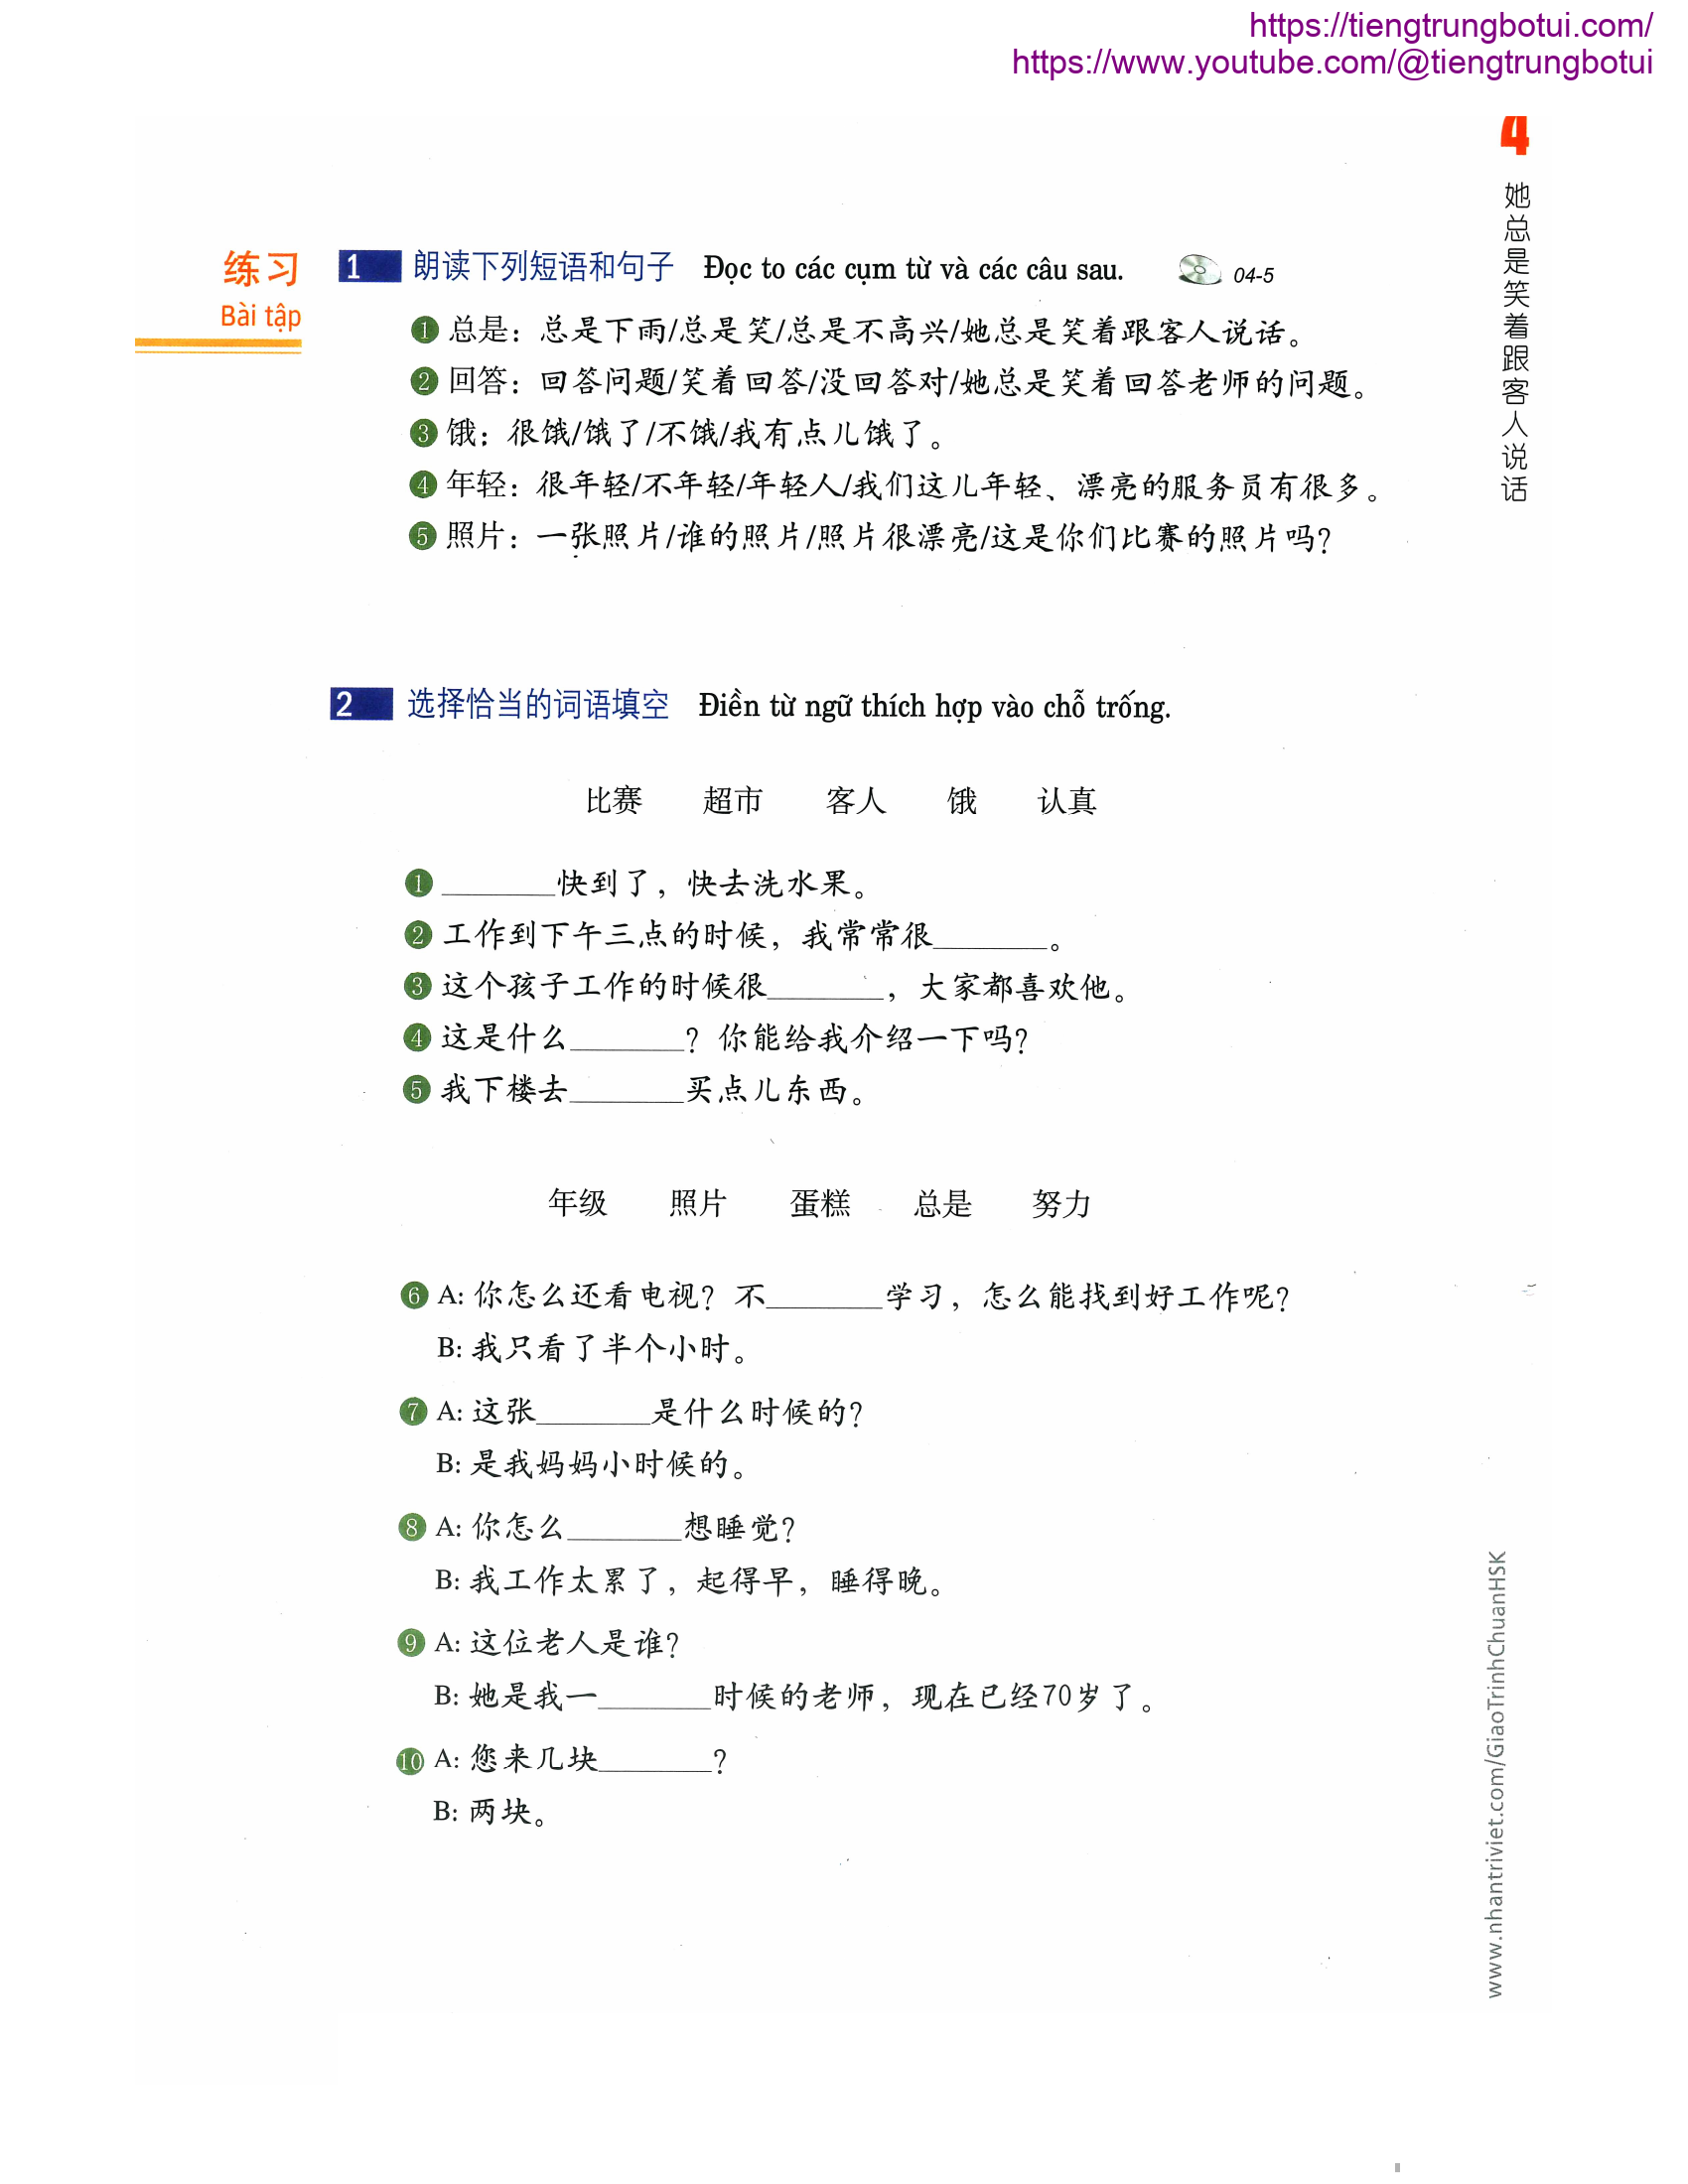 https://tiengtrungbotui.com/
https://www.youtube.com/@tiengtrungbotui
4
她总是笑着跟客人说话
练习
Bài tập
1 朗读下列短语和句子 Đọc to các cụm từ và các câu sau. 04-5
1 总是：总是下雨/总是笑/总是不高兴/她总是笑着跟客人说话。
2 回答：回答问题/笑着回答/没回答对/她总是笑着回答老师的问题。
3 饿：很饿/饿了/不饿/我有点儿饿了。
4 年轻：很年轻/不年轻/年轻人/我们这儿年轻、漂亮的服务员有很多。
5 照片：一张照片/谁的照片/照片很漂亮/这是你们比赛的照片吗？
2 选择恰当的词语填空 Điền từ ngữ thích hợp vào chỗ trống.
比赛 超市 客人 饿 认真
1 ______快到了，快去洗水果。
2 工作到下午三点的时候，我常常很______。
3 这个孩子工作的时候很______，大家都喜欢他。
4 这是什么______？你能给我介绍一下吗？
5 我下楼去______买点儿东西。
年级 照片 蛋糕 总是 努力
6 A: 你怎么还看电视？不______学习，怎么能找到好工作呢？
B: 我只看了半个小时。
7 A: 这张______是什么时候的？
B: 是我妈妈小时候的。
8 A: 你怎么______想睡觉？
B: 我工作太累了，起得早，睡得晚。
9 A: 这位老人是谁？
B: 她是我一______时候的老师，现在已经70岁了。
10 A: 您来几块______？
B: 两块。
www.nhantriviet.com/GiaoTrinhChuanHSK